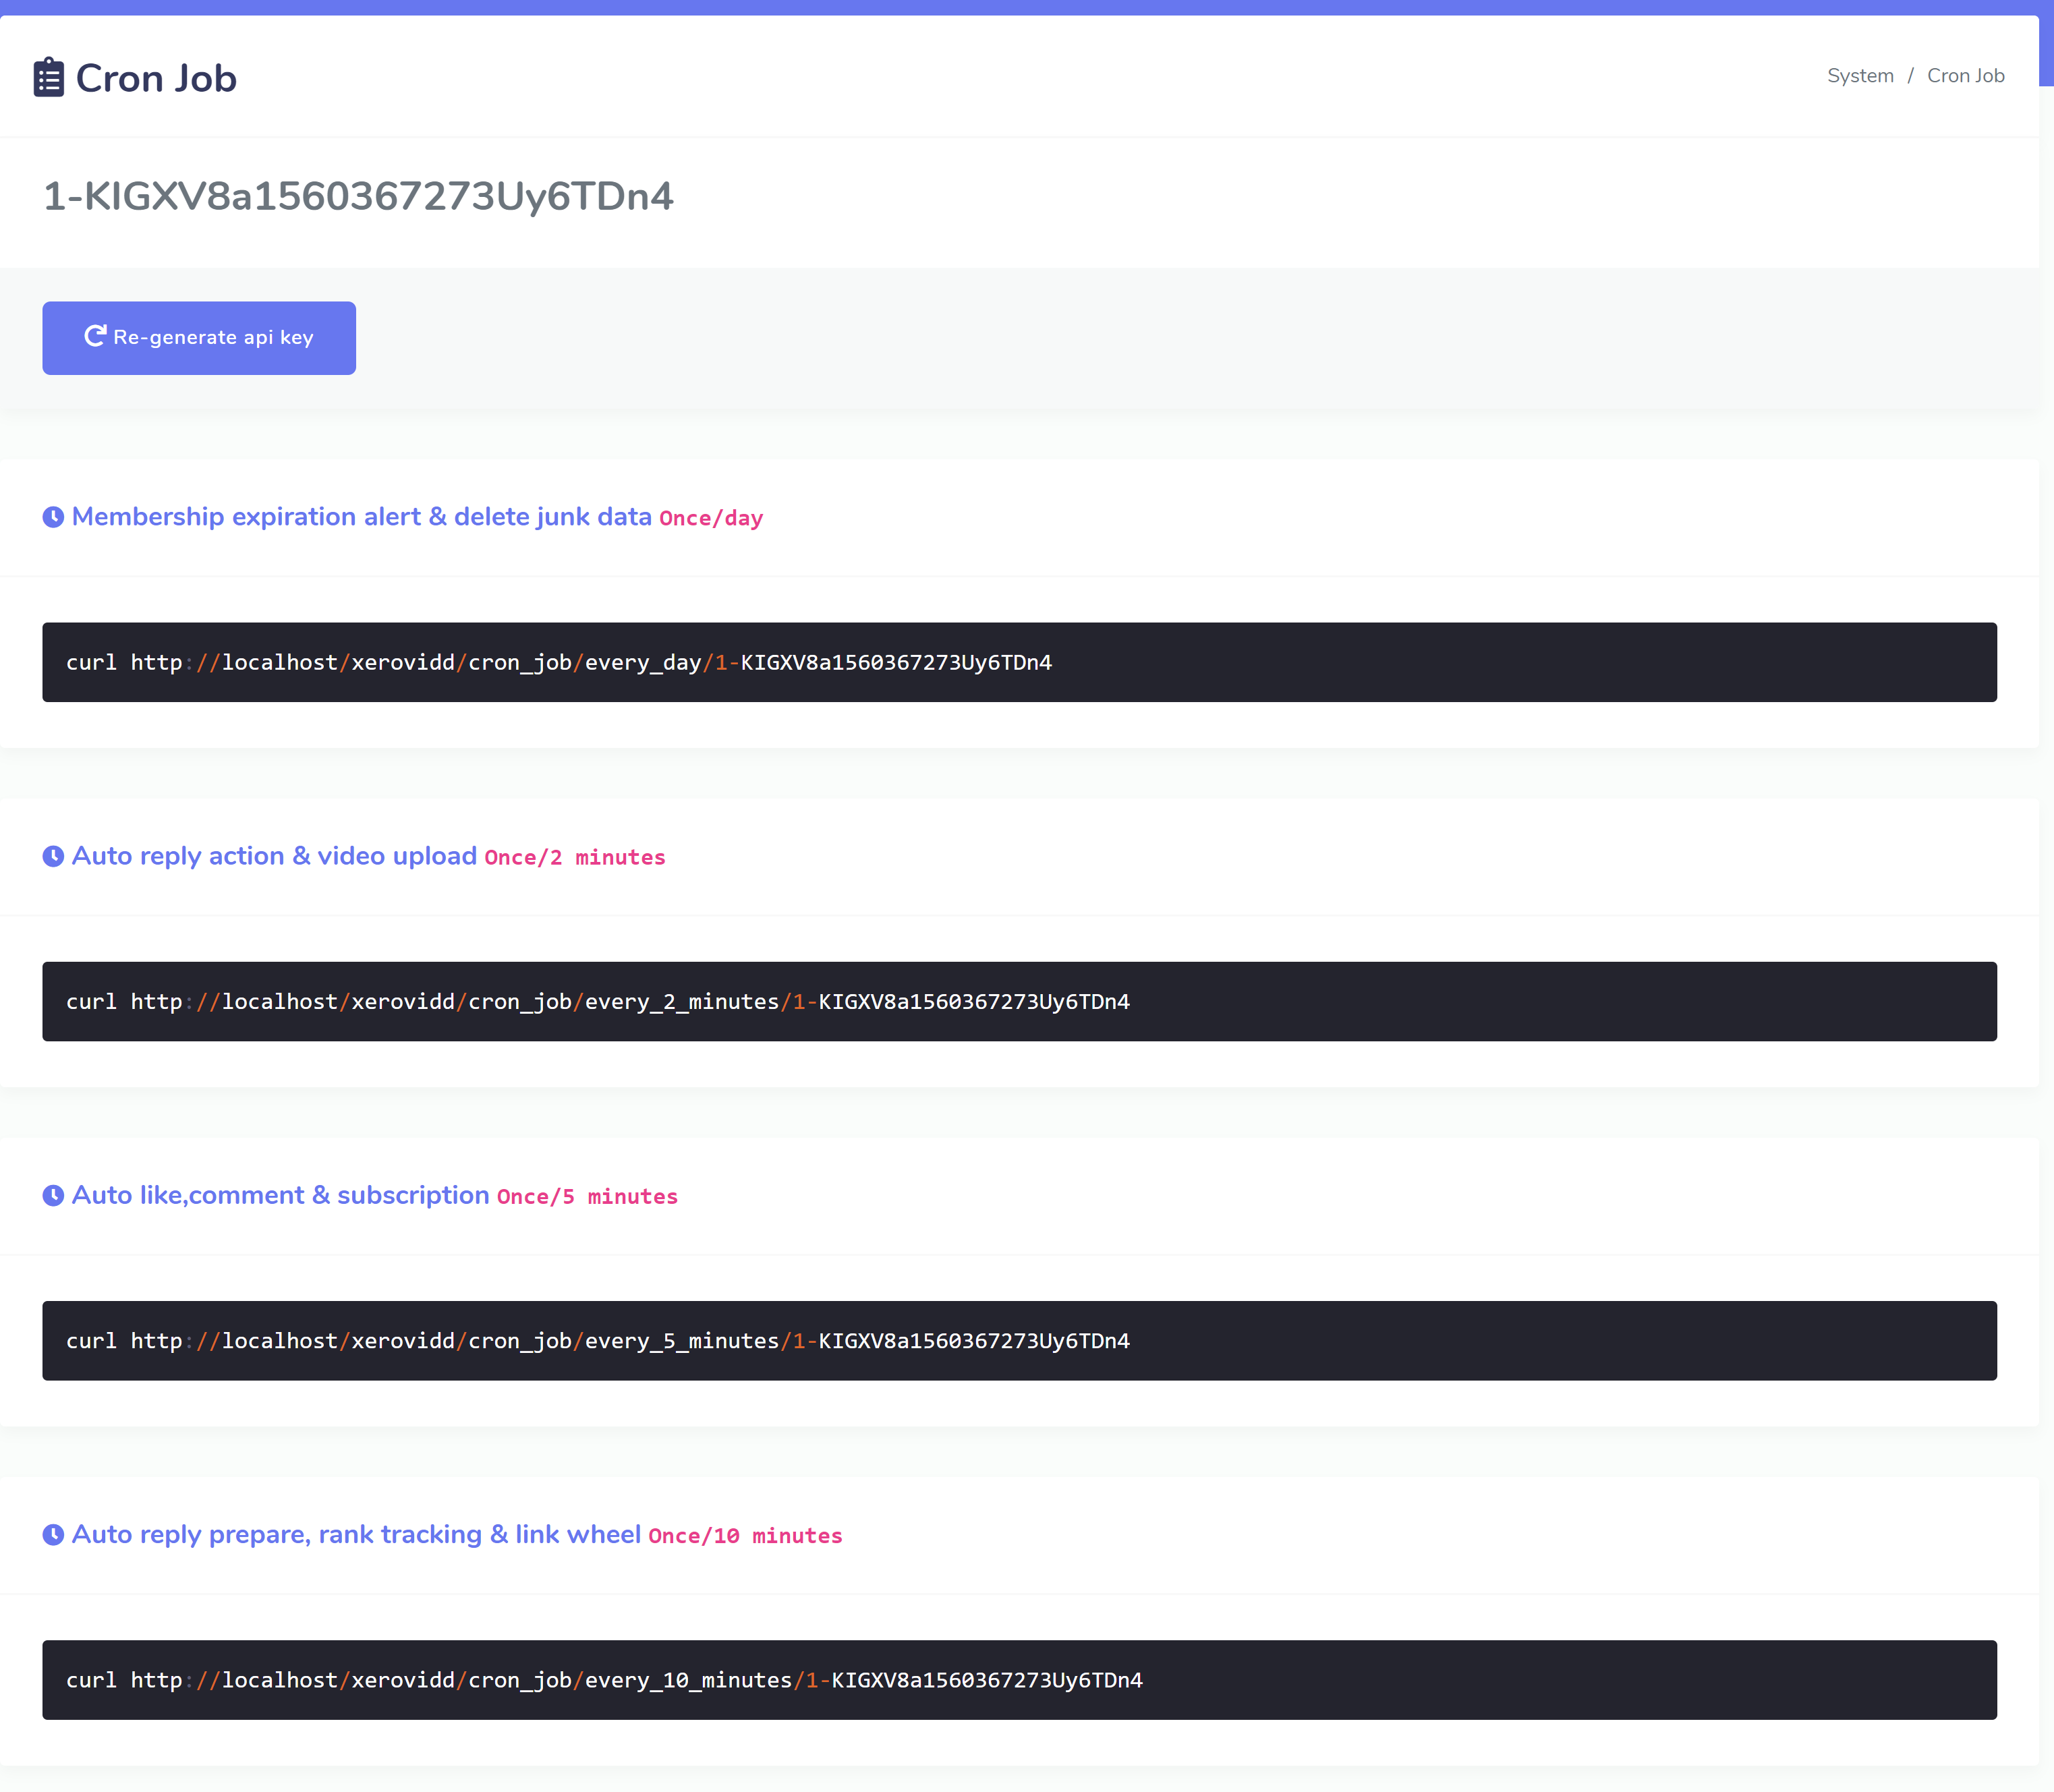 Cron Job
System / Cron Job
1-KIGXV8a1560367273Uy6TDn4
Re-generate api key
Membership expiration alert & delete junk data Once/day
curl http://localhost/xerovidd/cron_job/every_day/1-KIGXV8a1560367273Uy6TDn4
Auto reply action & video upload Once/2 minutes
curl http://localhost/xerovidd/cron_job/every_2_minutes/1-KIGXV8a1560367273Uy6TDn4
Auto like,comment & subscription Once/5 minutes
curl http://localhost/xerovidd/cron_job/every_5_minutes/1-KIGXV8a1560367273Uy6TDn4
Auto reply prepare, rank tracking & link wheel Once/10 minutes
curl http://localhost/xerovidd/cron_job/every_10_minutes/1-KIGXV8a1560367273Uy6TDn4